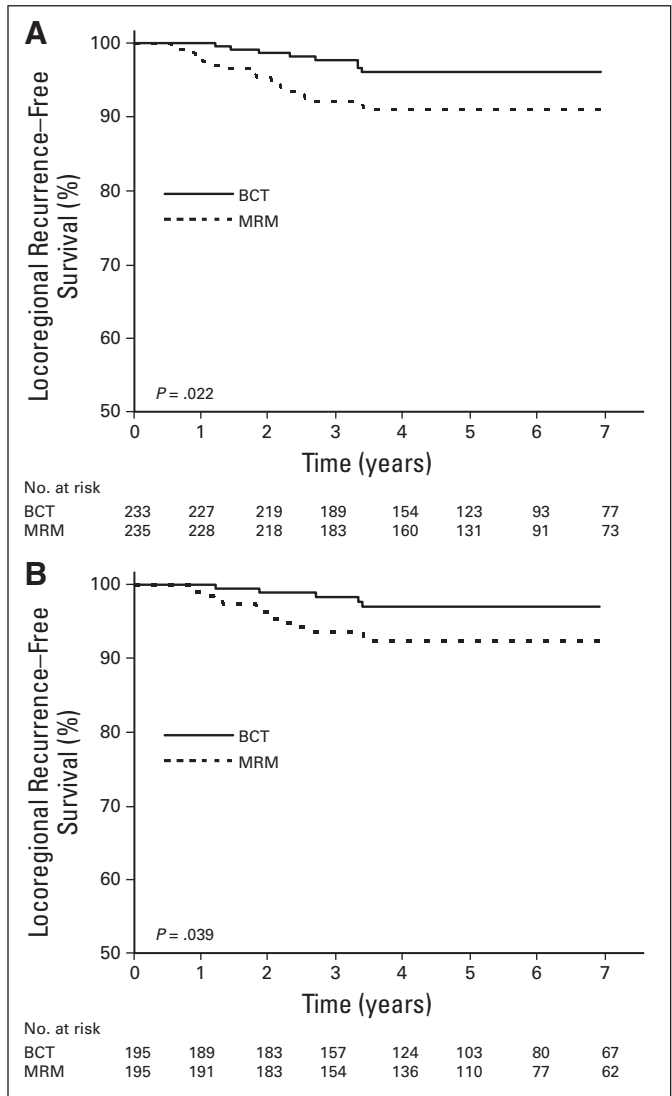 A
Locoregional Recurrence–Free
Survival (%)
100
90
80
70
60
50
BCT
MRM
P = .022
0 1 2 3 4 5 6 7
Time (years)
No. at risk
BCT 233 227 219 189 154 123 93 77
MRM 235 228 218 183 160 131 91 73
B
Locoregional Recurrence–Free
Survival (%)
100
90
80
70
60
50
BCT
MRM
P = .039
0 1 2 3 4 5 6 7
Time (years)
No. at risk
BCT 195 189 183 157 124 103 80 67
MRM 195 191 183 154 136 110 77 62